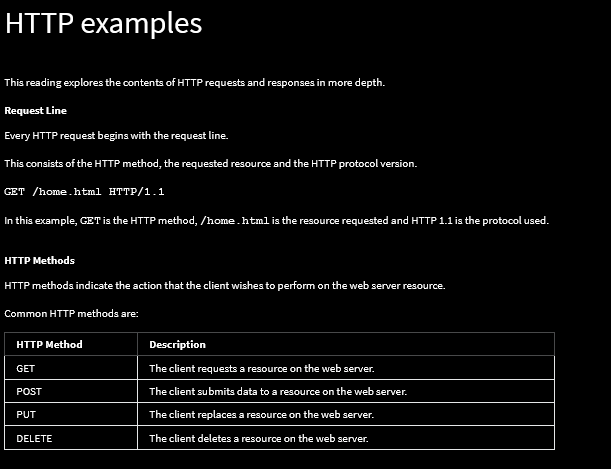 HTTP examples
This reading explores the contents of HTTP requests and responses in more depth.
Request Line
Every HTTP request begins with the request line.
This consists of the HTTP method, the requested resource and the HTTP protocol version.
GET /home.html HTTP/1.1
In this example, GET is the HTTP method, /home.html is the resource requested and HTTP 1.1 is the protocol used.
HTTP Methods
HTTP methods indicate the action that the client wishes to perform on the web server resource.
Common HTTP methods are:
HTTP Method Description
GET The client requests a resource on the web server.
POST The client submits data to a resource on the web server.
PUT The client replaces a resource on the web server.
DELETE The client deletes a resource on the web server.